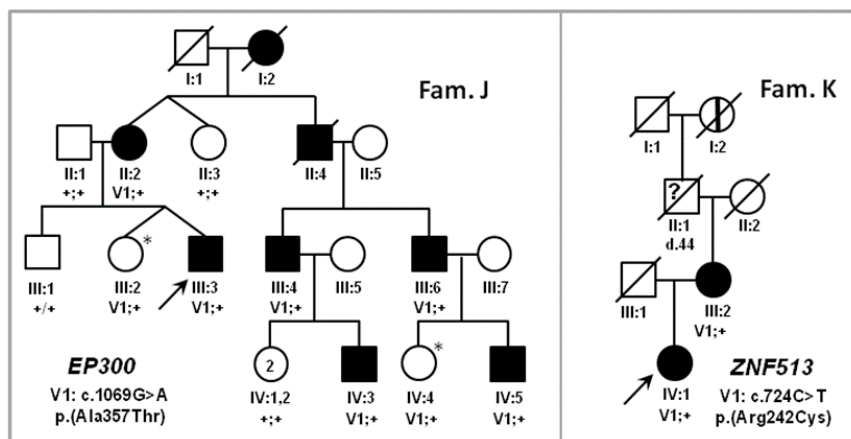 I:1 I:2
Fam. J
II:1 II:2 II:3 II:4 II:5
+;+ V1;+ +;+
III:1 III:2 * III:3 III:4 III:5 III:6 III:7
+/+ V1;+ V1;+ V1;+ V1;+
2 *
IV:1,2 IV:3 IV:4 IV:5
+;+ V1;+ V1;+ V1;+
EP300
V1: c.1069G>A
p.(Ala357Thr)
Fam. K
I:1 I:2
?
II:1 II:2
d.44
III:1 III:2
V1;+
IV:1
V1;+
ZNF513
V1: c.724C>T
p.(Arg242Cys)